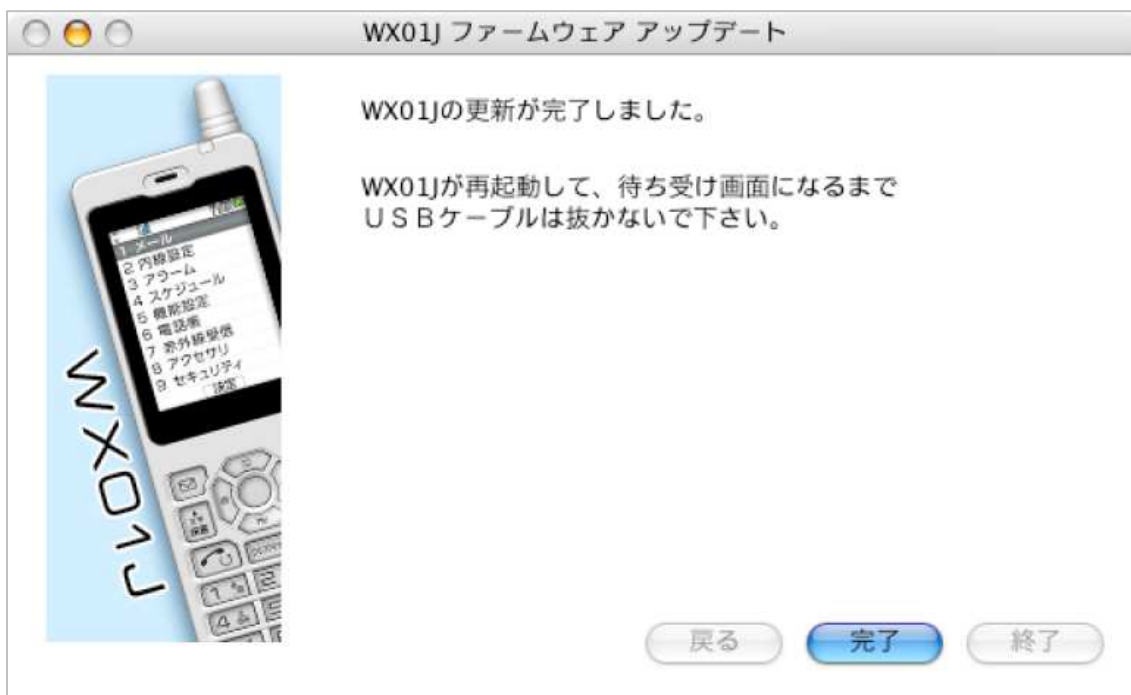 WX01J ファームウェア アップデート
WX01Jの更新が完了しました。
WX01Jが再起動して、待ち受け画面になるまで
ＵＳＢケーブルは抜かないで下さい。
1 メール
2 内線設定
3 アラーム
4 スケジュール
5 機能設定
6 電話帳
7 赤外線受信
8 アクセサリ
9 セキュリティ
WX01J
1
2
4
戻る
完了
終了